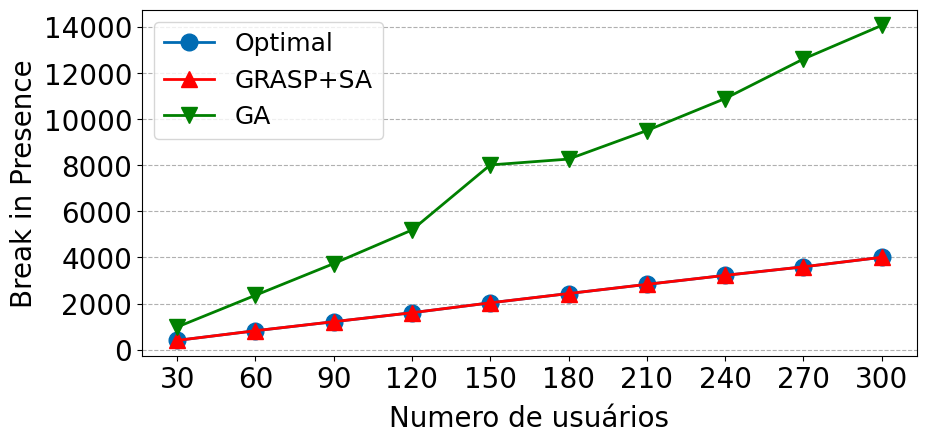 Break in Presence
14000
12000
10000
8000
6000
4000
2000
0
Optimal
GRASP+SA
GA
30 60 90 120 150 180 210 240 270 300
Numero de usuários